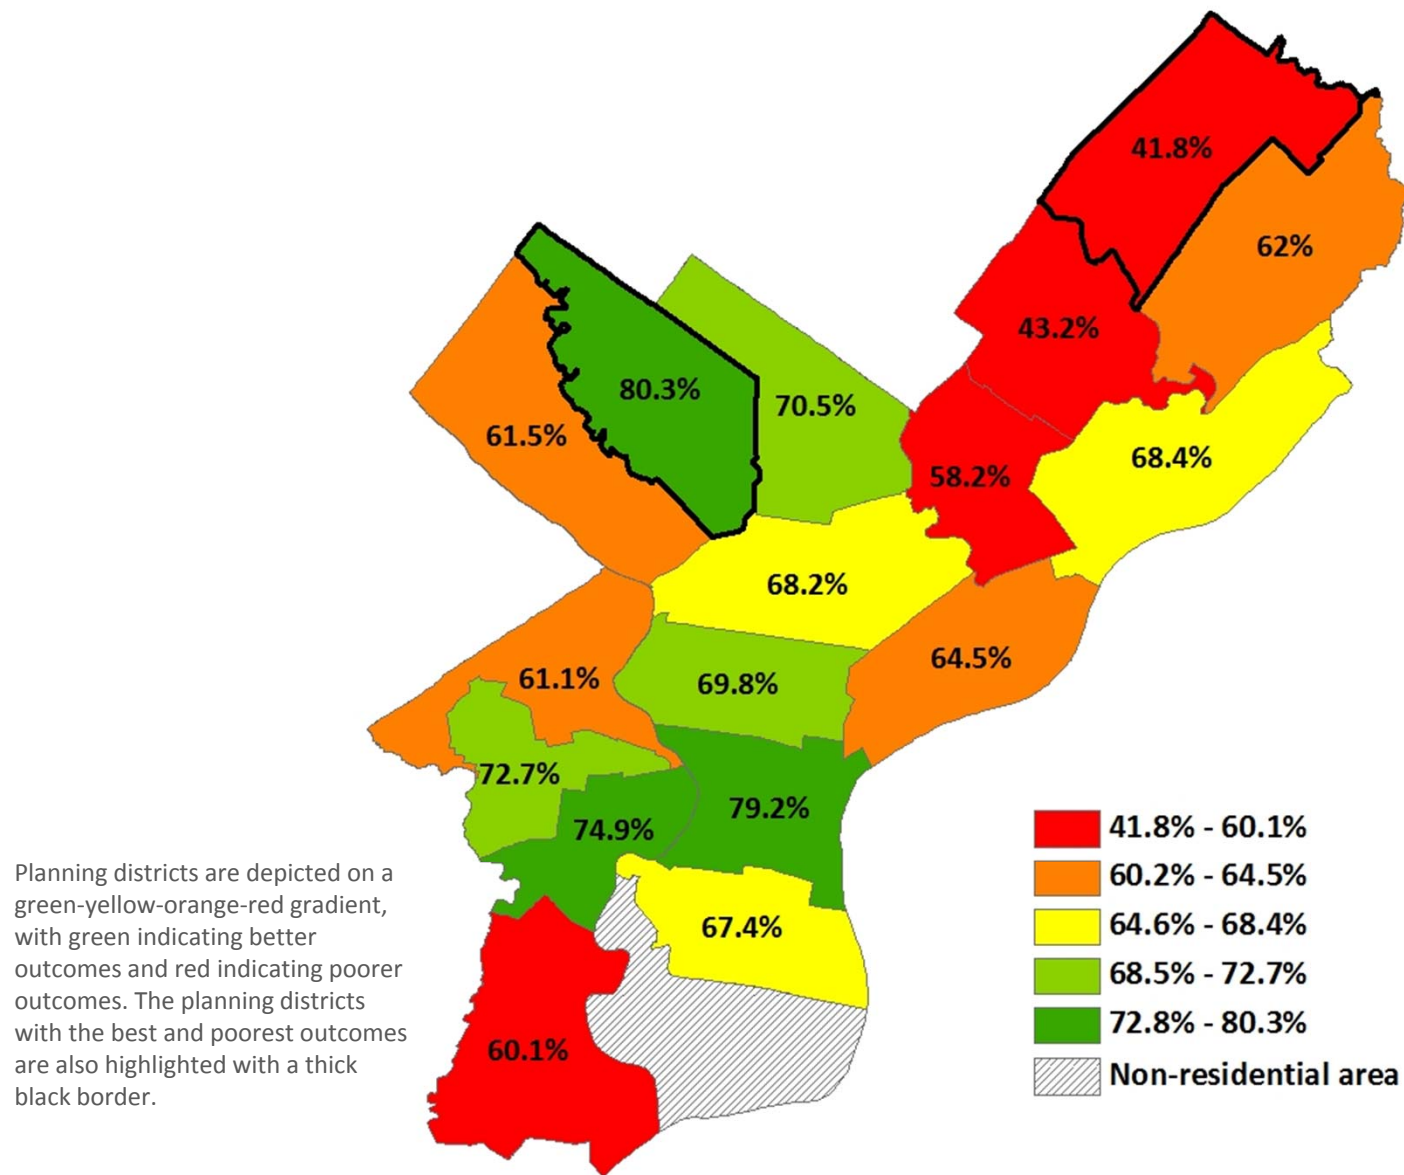 41.8%
62%
43.2%
80.3%
70.5%
61.5%
68.4%
58.2%
68.2%
64.5%
61.1%
69.8%
72.7%
79.2%
74.9%
67.4%
60.1%
Planning districts are depicted on a
green-yellow-orange-red gradient,
with green indicating better
outcomes and red indicating poorer
outcomes. The planning districts
with the best and poorest outcomes
are also highlighted with a thick
black border.
41.8% - 60.1%
60.2% - 64.5%
64.6% - 68.4%
68.5% - 72.7%
72.8% - 80.3%
Non-residential area